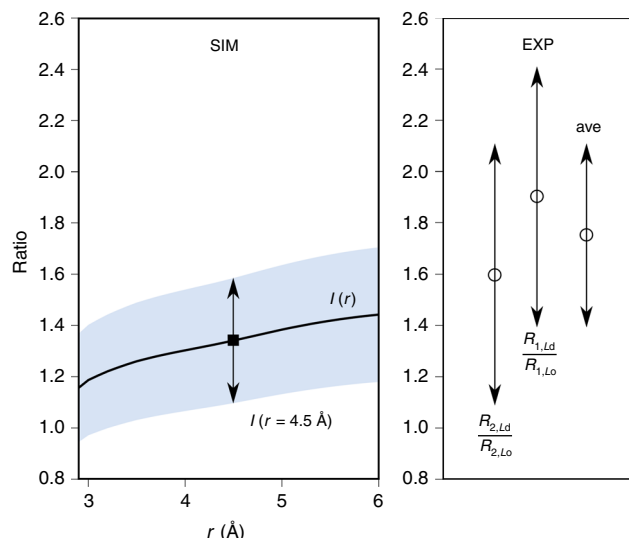 SIM
EXP
2.6
2.4
2.2
2.0
1.8
1.6
1.4
1.2
1.0
0.8
Ratio
I (r)
I (r = 4.5 Å)
3
4
5
6
r (Å)
2.6
2.4
2.2
2.0
1.8
1.6
1.4
1.2
1.0
0.8
ave
R1,Ld
R1,Lo
R2,Ld
R2,Lo